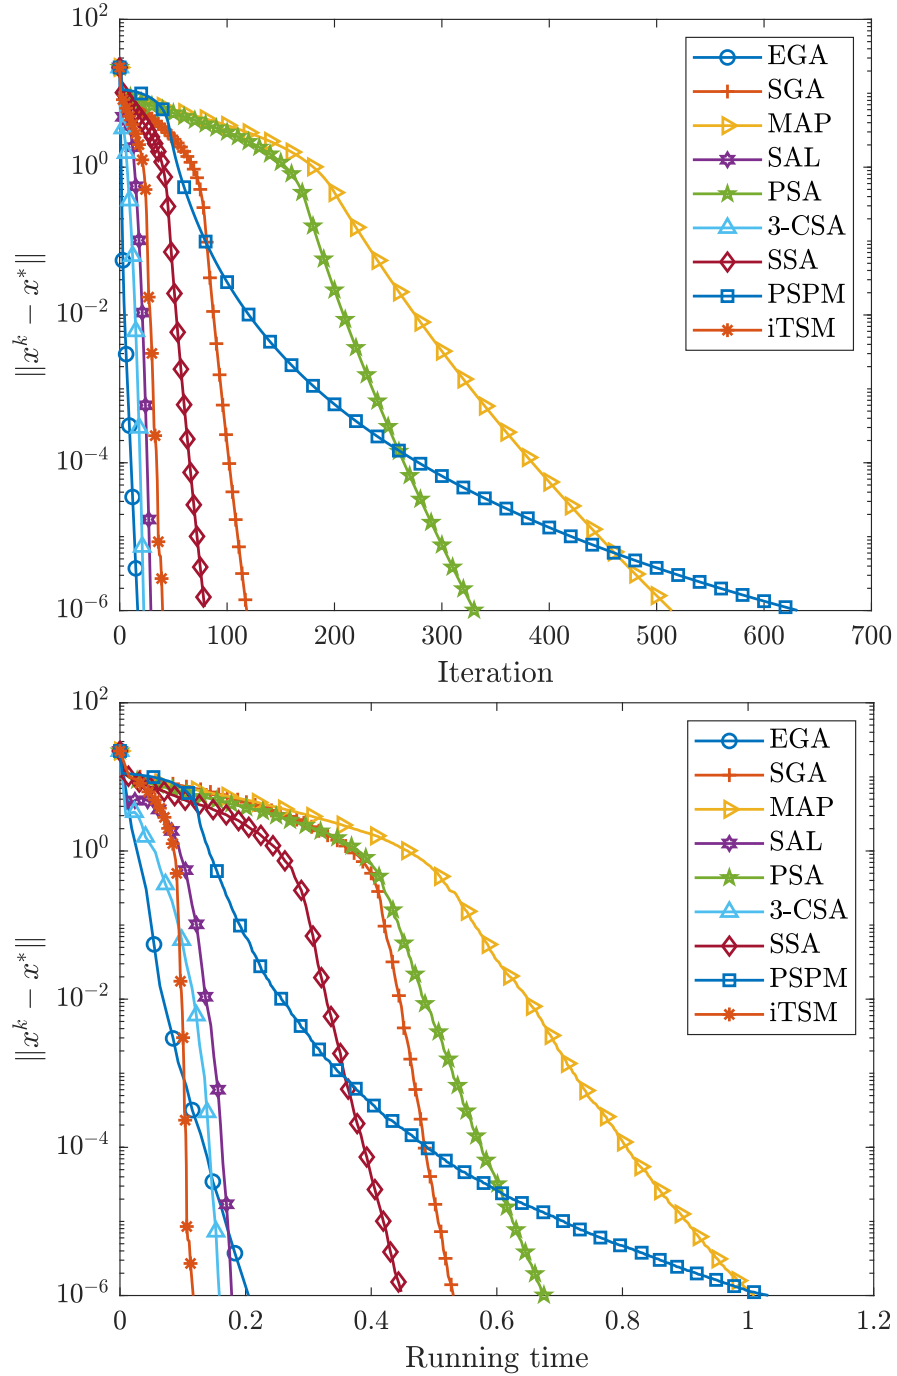 10^2
10^0
10^-2
10^-4
10^-6
||x^k − x^*||
EGA
SGA
MAP
SAL
PSA
3-CSA
SSA
PSPM
iTSM
0 100 200 300 400 500 600 700
Iteration
10^2
10^0
10^-2
10^-4
10^-6
||x^k − x^*||
EGA
SGA
MAP
SAL
PSA
3-CSA
SSA
PSPM
iTSM
0 0.2 0.4 0.6 0.8 1 1.2
Running time